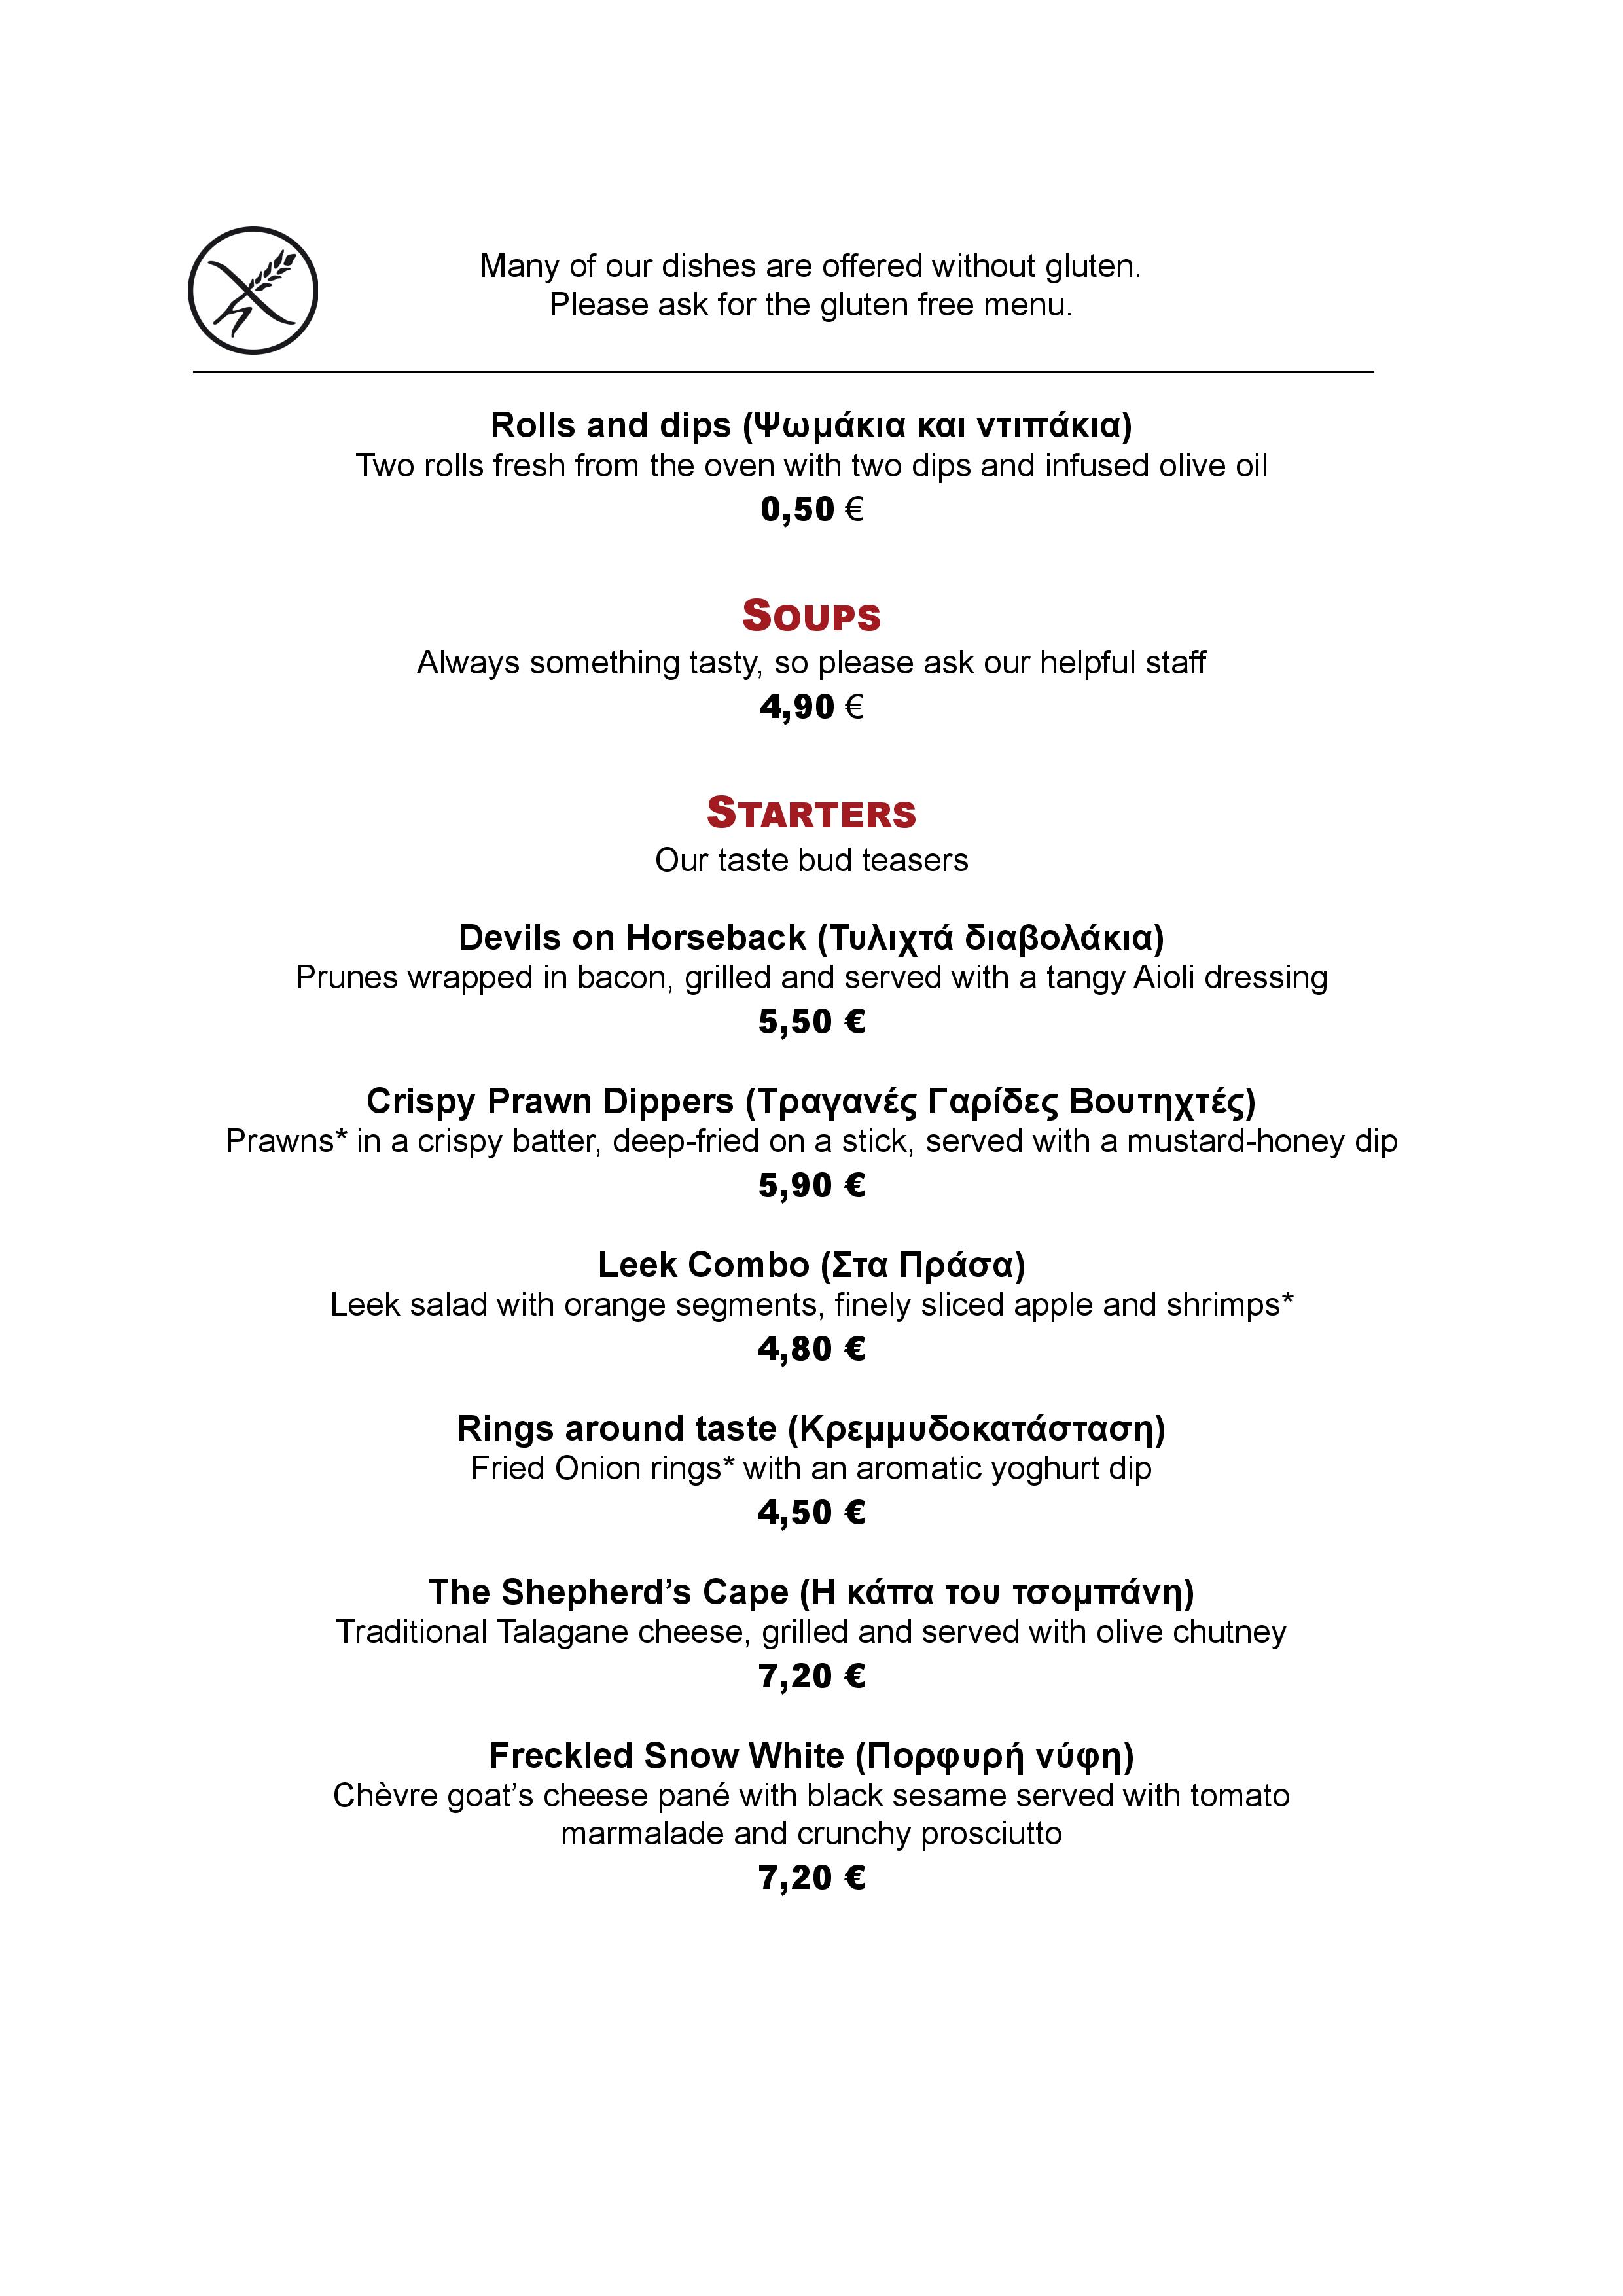 Many of our dishes are offered without gluten.
Please ask for the gluten free menu.
Rolls and dips (Ψωμάκια και ντιπάκια)
Two rolls fresh from the oven with two dips and infused olive oil
0,50 €
Soups
Always something tasty, so please ask our helpful staff
4,90 €
Starters
Our taste bud teasers
Devils on Horseback (Τυλιχτά διαβολάκια)
Prunes wrapped in bacon, grilled and served with a tangy Aioli dressing
5,50 €
Crispy Prawn Dippers (Τραγανές Γαρίδες Βουτηχτές)
Prawns* in a crispy batter, deep-fried on a stick, served with a mustard-honey dip
5,90 €
Leek Combo (Στα Πράσα)
Leek salad with orange segments, finely sliced apple and shrimps*
4,80 €
Rings around taste (Κρεμμυδοκατάσταση)
Fried Onion rings* with an aromatic yoghurt dip
4,50 €
The Shepherd’s Cape (Η κάπα του τσομπάνη)
Traditional Talagane cheese, grilled and served with olive chutney
7,20 €
Freckled Snow White (Πορφυρή νύφη)
Chèvre goat’s cheese pané with black sesame served with tomato
marmalade and crunchy prosciutto
7,20 €